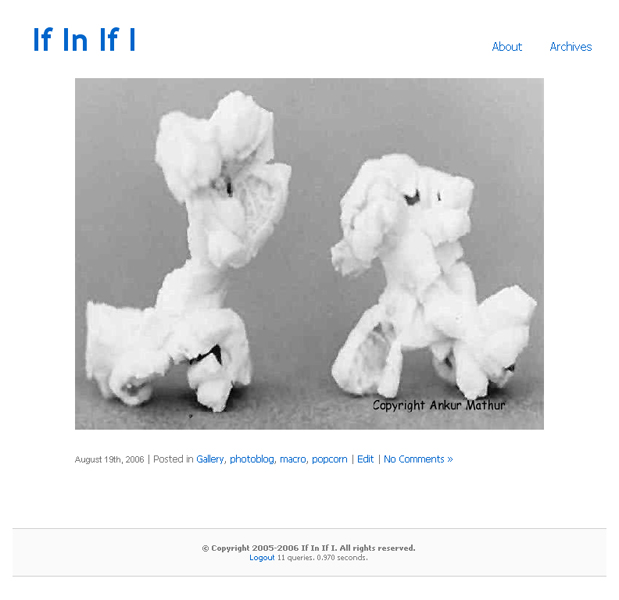 If In If I
About Archives
Copyright Ankur Mathur
August 19th, 2006 | Posted in Gallery, photoblog, macro, popcorn | Edit | No Comments »
© Copyright 2005-2006 If In If I. All rights reserved.
Logout 11 queries. 0.970 seconds.